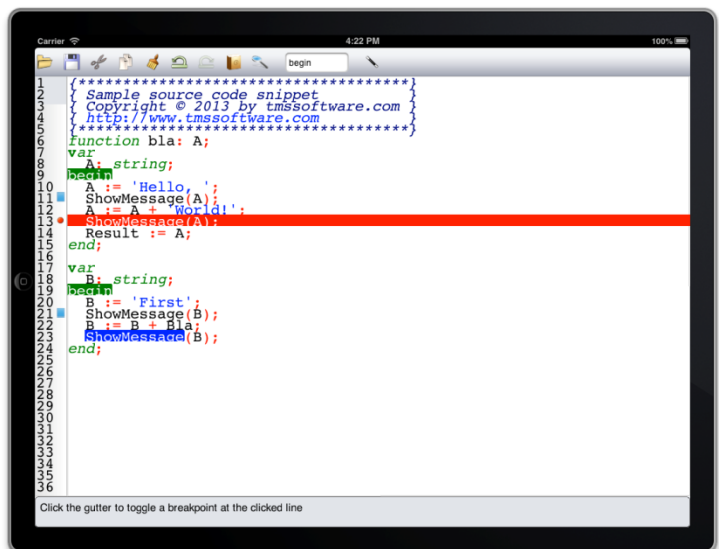 Carrier 4:22 PM 100%
begin
1 {*************************************}
2 { Sample source code snippet }
3 { Copyright © 2013 by tmssoftware.com }
4 { http://www.tmssoftware.com }
5 {*************************************}
6 function bla: A;
7 var
8 A: string;
9 begin
10 A := 'Hello, ';
11 ShowMessage(A);
12 A := A + 'World!';
13 ShowMessage(A);
14 Result := A;
15 end;
16
17 var
18 B: string;
19 begin
20 B := 'First';
21 ShowMessage(B);
22 B := B + Bla;
23 ShowMessage(B);
24 end;
25
26
27
28
29
30
31
32
33
34
35
36
Click the gutter to toggle a breakpoint at the clicked line